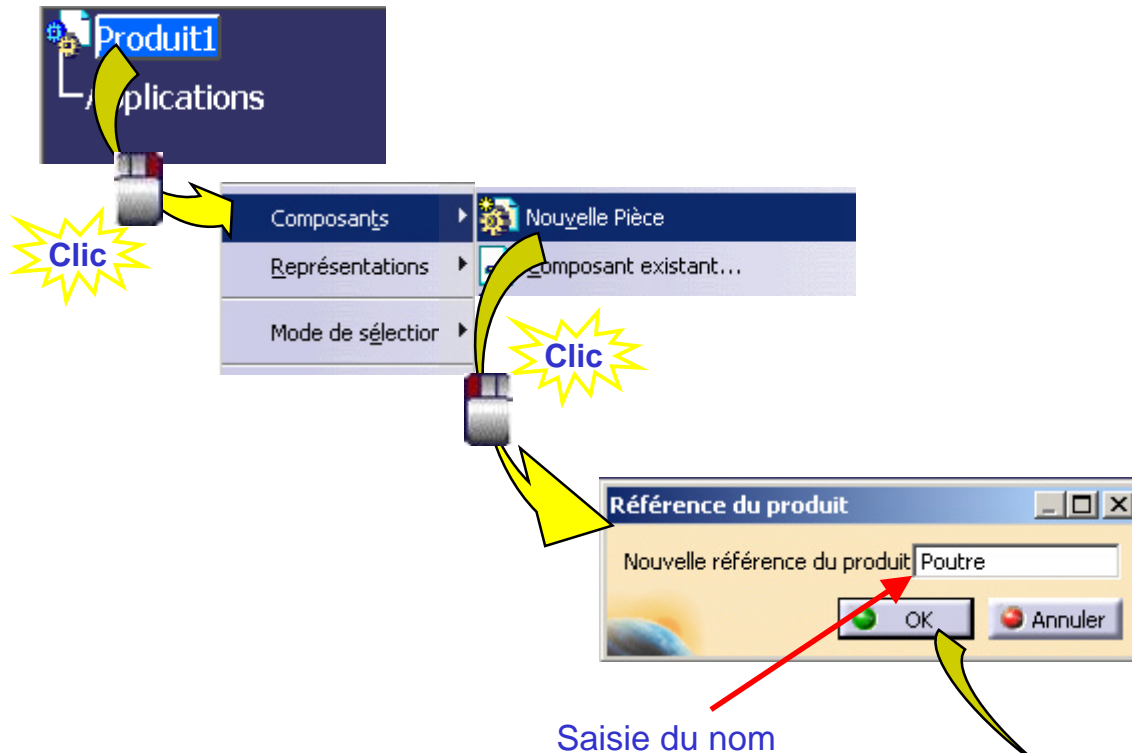 Produit1
Applications
Clic
Composants
Nouvelle Pièce
Représentations
Composant existant...
Mode de sélection
Clic
Référence du produit
Nouvelle référence du produit Poutre
OK Annuler
Saisie du nom